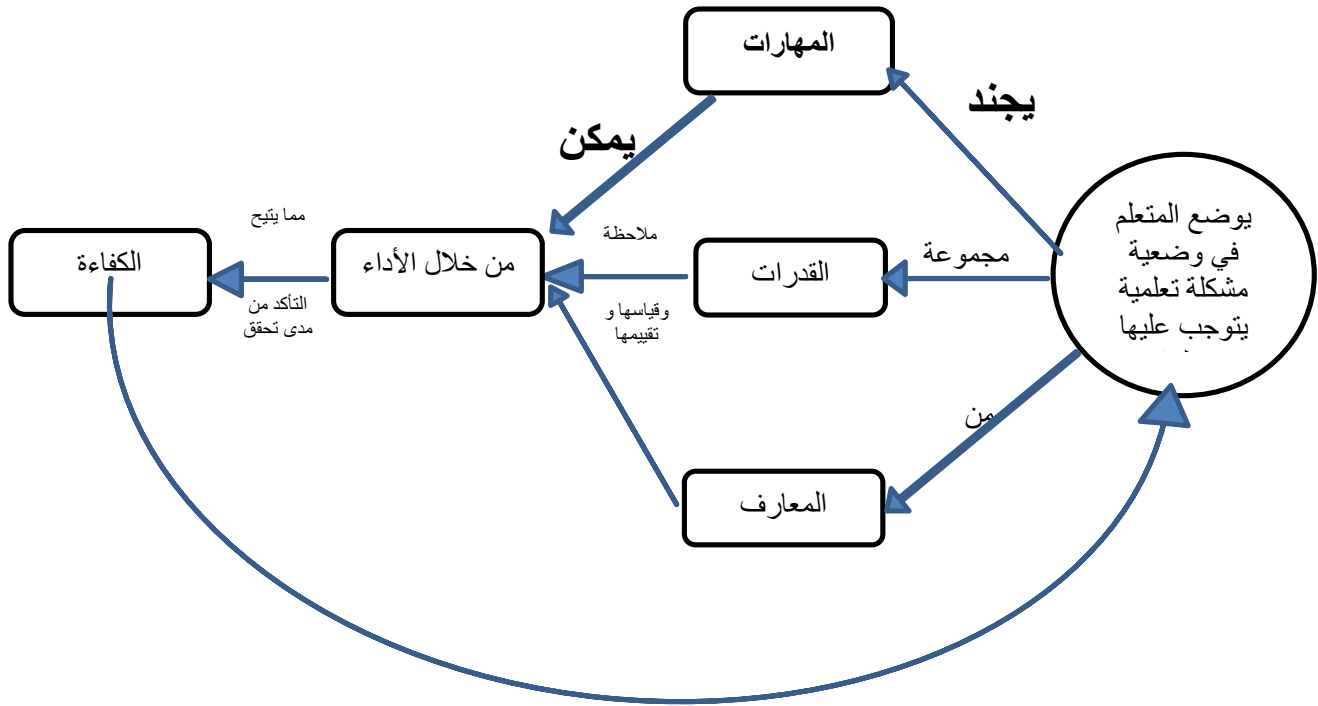 المهارات
يجند
يمكن
يوضع المتعلم
في وضعية
مشكلة تعلمية
يتوجب عليها
مجموعة
القدرات
ملاحظة
وقياسها و
تقييمها
من خلال الأداء
مما يتيح
التأكد من
مدى تحقق
الكفاءة
من
المعارف